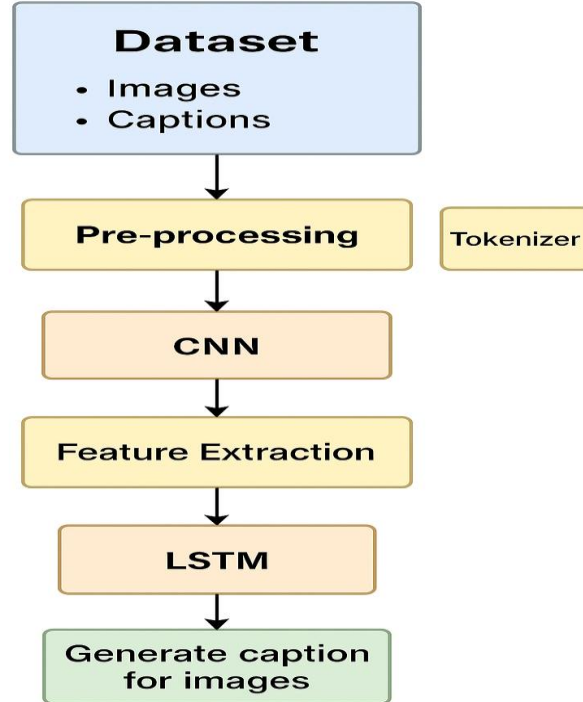 Dataset
• Images
• Captions
Pre-processing
Tokenizer
CNN
Feature Extraction
LSTM
Generate caption
for images